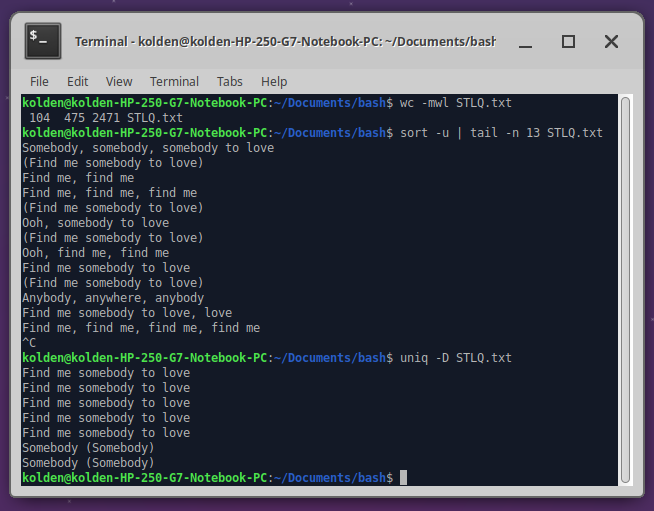 $_
Terminal - kolden@kolden-HP-250-G7-Notebook-PC: ~/Documents/bash
File Edit View Terminal Tabs Help
kolden@kolden-HP-250-G7-Notebook-PC:~/Documents/bash$ wc -mwl STLQ.txt
 104  475 2471 STLQ.txt
kolden@kolden-HP-250-G7-Notebook-PC:~/Documents/bash$ sort -u | tail -n 13 STLQ.txt
Somebody, somebody, somebody to love
(Find me somebody to love)
Find me, find me
Find me, find me, find me
(Find me somebody to love)
Ooh, somebody to love
(Find me somebody to love)
Ooh, find me, find me
Find me somebody to love
(Find me somebody to love)
Anybody, anywhere, anybody
Find me somebody to love, love
Find me, find me, find me, find me
^C
kolden@kolden-HP-250-G7-Notebook-PC:~/Documents/bash$ uniq -D STLQ.txt
Find me somebody to love
Find me somebody to love
Find me somebody to love
Find me somebody to love
Find me somebody to love
Somebody (Somebody)
Somebody (Somebody)
kolden@kolden-HP-250-G7-Notebook-PC:~/Documents/bash$